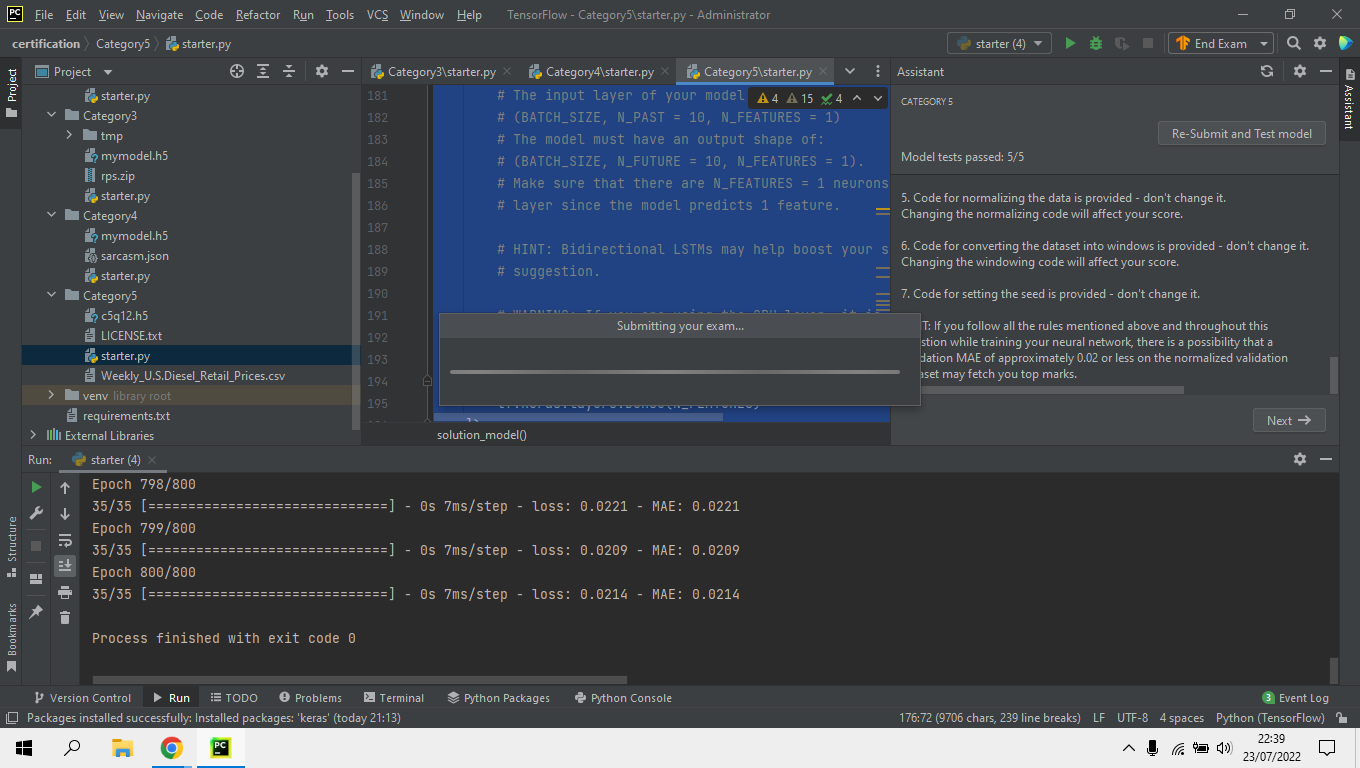 PC File Edit View Navigate Code Refactor Run Tools VCS Window Help TensorFlow - Category5\starter.py - Administrator
certification Category5 starter.py starter (4) End Exam
Project Project Category3\starter.py Category4\starter.py Category5\starter.py Assistant
starter.py
Category3
tmp
mymodel.h5
rps.zip
starter.py
Category4
mymodel.h5
sarcasm.json
starter.py
Category5
c5q12.h5
LICENSE.txt
starter.py
Weekly_U.S.Diesel_Retail_Prices.csv
venv library root
requirements.txt
External Libraries
4 15 4
181 # The input layer of your model
182 # (BATCH_SIZE, N_PAST = 10, N_FEATURES = 1)
183 # The model must have an output shape of:
184 # (BATCH_SIZE, N_FUTURE = 10, N_FEATURES = 1).
185 # Make sure that there are N_FEATURES = 1 neurons
186 # layer since the model predicts 1 feature.
187
188 # HINT: Bidirectional LSTMs may help boost your s
189 # suggestion.
190
191
192
193
194
195
solution_model()
Submitting your exam...
CATEGORY 5
Re-Submit and Test model
Model tests passed: 5/5
5. Code for normalizing the data is provided - don't change it.
Changing the normalizing code will affect your score.
6. Code for converting the dataset into windows is provided - don't change it.
Changing the windowing code will affect your score.
7. Code for setting the seed is provided - don't change it.
T: If you follow all the rules mentioned above and throughout this
stion while training your neural network, there is a possibility that a
dation MAE of approximately 0.02 or less on the normalized validation
aset may fetch you top marks.
Next
Assistant
Run: starter (4)
Epoch 798/800
35/35 [==============================] - 0s 7ms/step - loss: 0.0221 - MAE: 0.0221
Epoch 799/800
35/35 [==============================] - 0s 7ms/step - loss: 0.0209 - MAE: 0.0209
Epoch 800/800
35/35 [==============================] - 0s 7ms/step - loss: 0.0214 - MAE: 0.0214
Process finished with exit code 0
Structure
Bookmarks
Version Control Run TODO Problems Terminal Python Packages Python Console 3 Event Log
Packages installed successfully: Installed packages: 'keras' (today 21:13) 176:72 (9706 chars, 239 line breaks) LF UTF-8 4 spaces Python (TensorFlow)
PC 22:39
23/07/2022